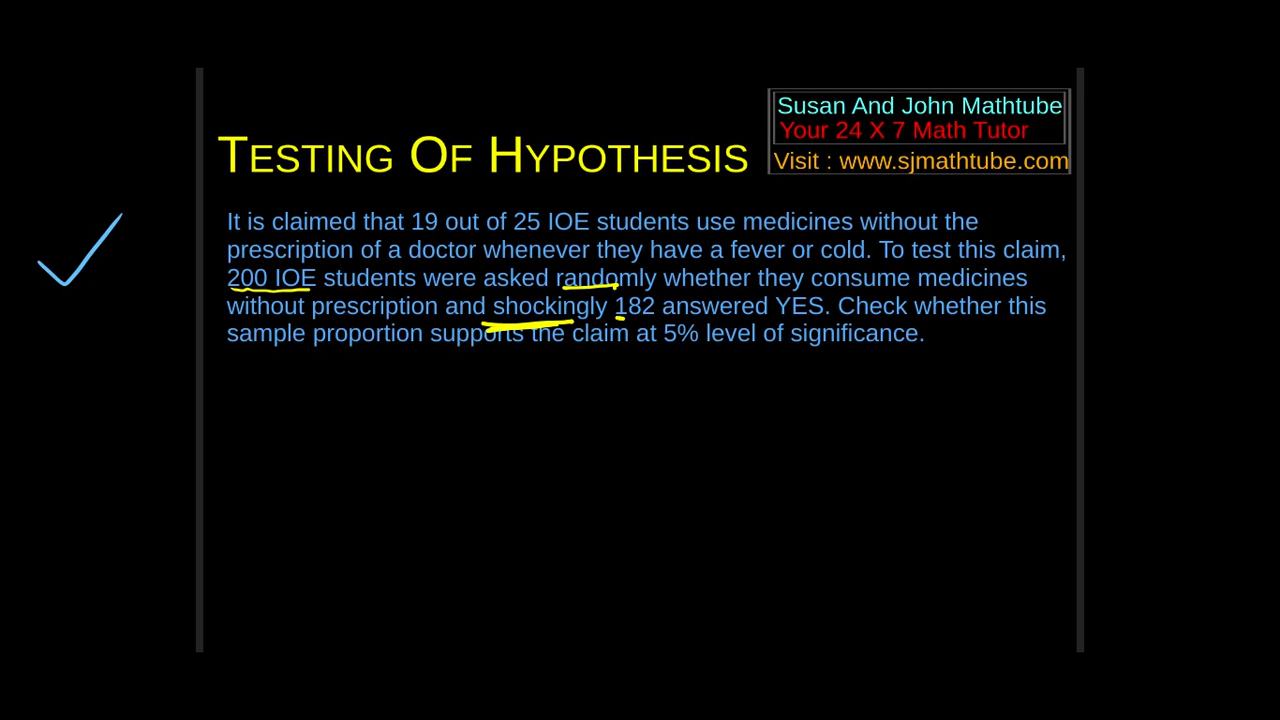 Susan And John Mathtube
Your 24 X 7 Math Tutor
Visit : www.sjmathtube.com
TESTING OF HYPOTHESIS
It is claimed that 19 out of 25 IOE students use medicines without the
prescription of a doctor whenever they have a fever or cold. To test this claim,
200 IOE students were asked randomly whether they consume medicines
without prescription and shockingly 182 answered YES. Check whether this
sample proportion supports the claim at 5% level of significance.